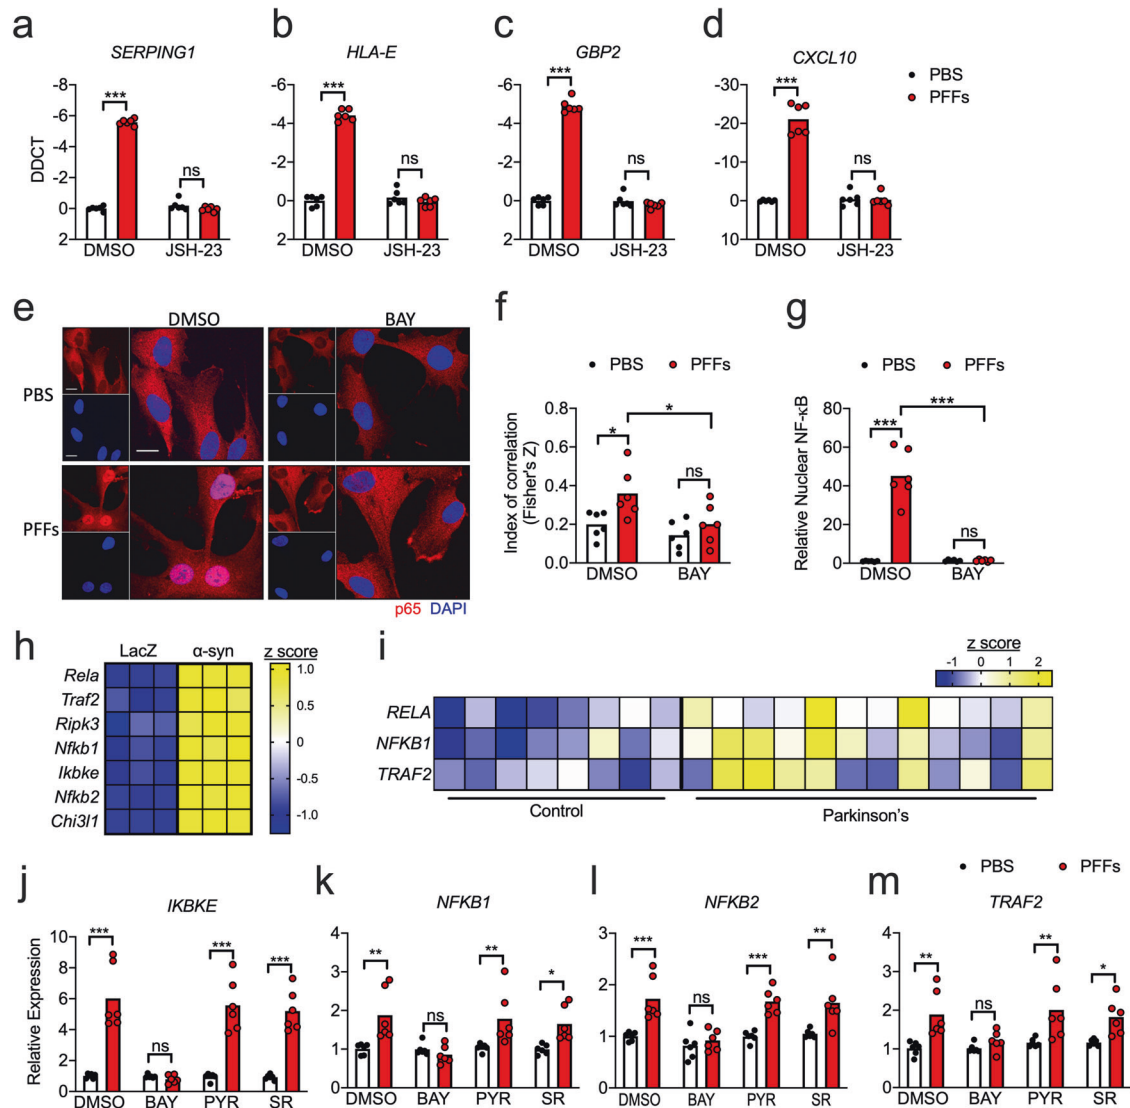 a
SERPING1
DDCT
-8
-6
-4
-2
0
2
***
ns
DMSO
JSH-23
b
HLA-E
-6
-4
-2
0
2
***
ns
DMSO
JSH-23
c
GBP2
-6
-4
-2
0
2
***
ns
DMSO
JSH-23
d
CXCL10
-30
-20
-10
0
10
***
ns
DMSO
JSH-23
PBS
PFFs
e
DMSO
BAY
PBS
PFFs
p65 DAPI
f
PBS
PFFs
Index of correlation
(Fisher's Z)
0.8
0.6
0.4
0.2
0.0
*
*
ns
DMSO
BAY
g
PBS
PFFs
Relative Nuclear NF-κB
80
60
40
20
0
***
***
ns
DMSO
BAY
h
LacZ
α-syn
z score
Rela
Traf2
Ripk3
Nfkb1
Ikbke
Nfkb2
Chi3l1
1.0
0.5
0
-0.5
-1.0
i
z score
-1 0 1 2
RELA
NFKB1
TRAF2
Control
Parkinson's
PBS
PFFs
j
IKBKE
Relative Expression
10
8
6
4
2
0
***
ns
***
***
DMSO
BAY
PYR
SR
k
NFKB1
4
3
2
1
0
**
ns
**
*
DMSO
BAY
PYR
SR
l
NFKB2
3
2
1
0
***
ns
***
**
DMSO
BAY
PYR
SR
m
TRAF2
4
3
2
1
0
**
ns
**
*
DMSO
BAY
PYR
SR